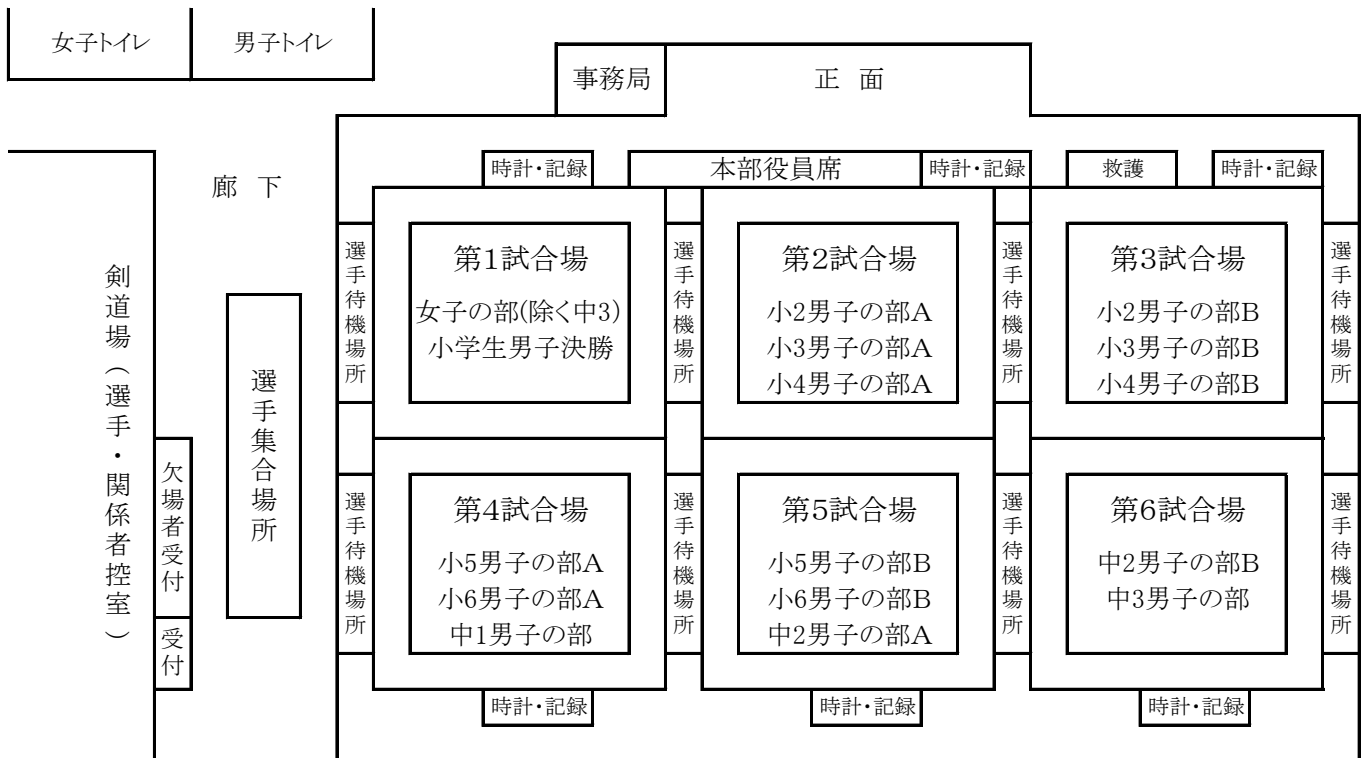 女子トイレ
男子トイレ
事務局
正 面
時計・記録
本部役員席
時計・記録
救護
時計・記録
廊 下
剣道場（選手・関係者控室）
選手集合場所
欠場者受付
受付
選手待機場所
第1試合場
女子の部(除く中3)
小学生男子決勝
選手待機場所
第2試合場
小2男子の部A
小3男子の部A
小4男子の部A
選手待機場所
第3試合場
小2男子の部B
小3男子の部B
小4男子の部B
選手待機場所
選手待機場所
第4試合場
小5男子の部A
小6男子の部A
中1男子の部
選手待機場所
第5試合場
小5男子の部B
小6男子の部B
中2男子の部A
選手待機場所
第6試合場
中2男子の部B
中3男子の部
選手待機場所
時計・記録
時計・記録
時計・記録